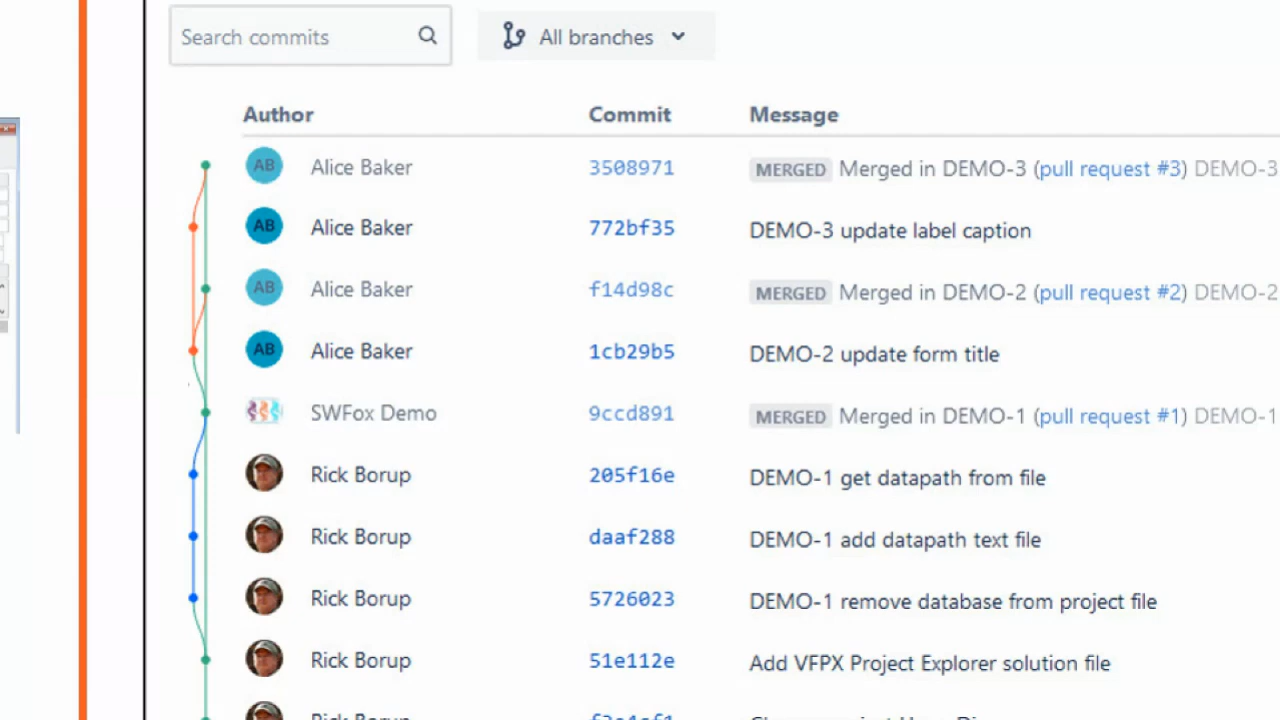 Search commits All branches
Author Commit Message
AB Alice Baker 3508971 MERGED Merged in DEMO-3 (pull request #3) DEMO-3
AB Alice Baker 772bf35 DEMO-3 update label caption
AB Alice Baker f14d98c MERGED Merged in DEMO-2 (pull request #2) DEMO-2
AB Alice Baker 1cb29b5 DEMO-2 update form title
SWFox Demo 9ccd891 MERGED Merged in DEMO-1 (pull request #1) DEMO-1
Rick Borup 205f16e DEMO-1 get datapath from file
Rick Borup daaf288 DEMO-1 add datapath text file
Rick Borup 5726023 DEMO-1 remove database from project file
Rick Borup 51e112e Add VFPX Project Explorer solution file
Rick Borup